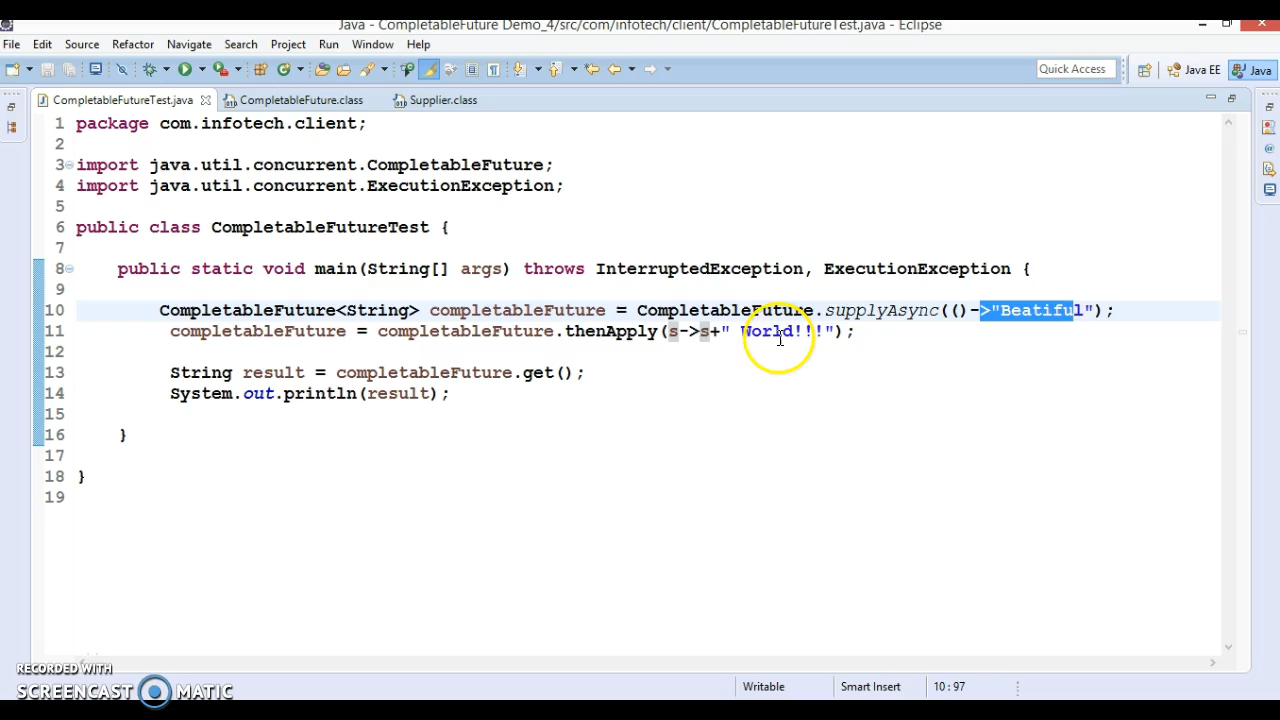 Java - CompletableFuture Demo_4/src/com/infotech/client/CompletableFutureTest.java - Eclipse
File Edit Source Refactor Navigate Search Project Run Window Help
Quick Access Java EE Java
CompletableFutureTest.java CompletableFuture.class Supplier.class
1 package com.infotech.client;
2
3 import java.util.concurrent.CompletableFuture;
4 import java.util.concurrent.ExecutionException;
5
6 public class CompletableFutureTest {
7
8 public static void main(String[] args) throws InterruptedException, ExecutionException {
9
10 CompletableFuture<String> completableFuture = CompletableFuture.supplyAsync(()->"Beatiful");
11 completableFuture = completableFuture.thenApply(s->s+" World!!!");
12
13 String result = completableFuture.get();
14 System.out.println(result);
15
16 }
17
18 }
19
RECORDED WITH
SCREENCAST MATIC
Writable Smart Insert 10:97